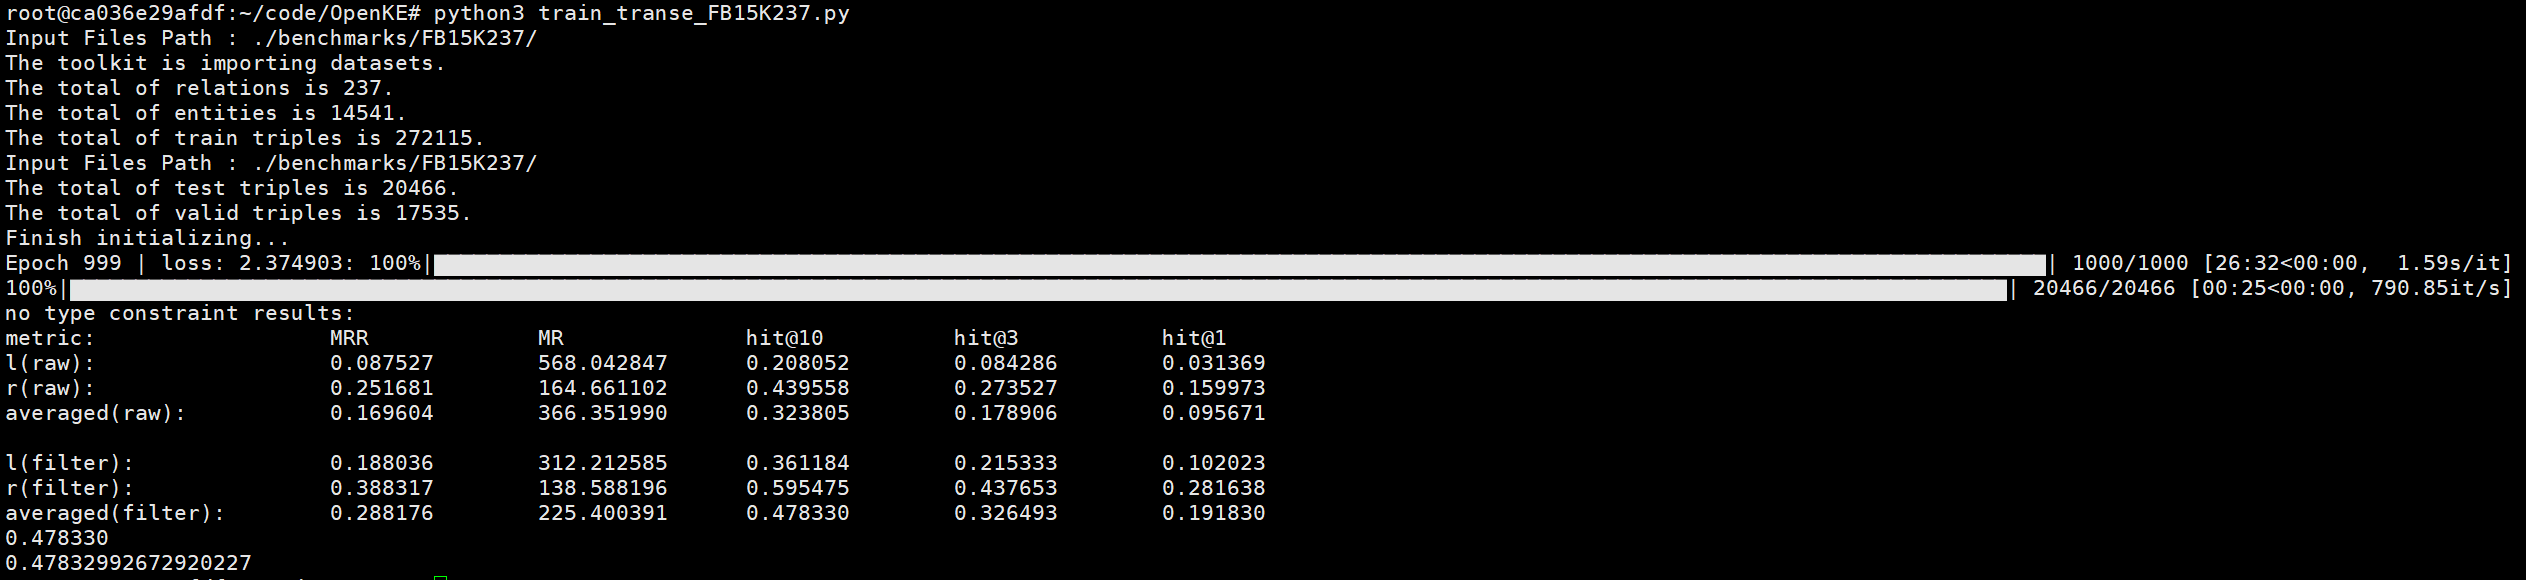 root@ca036e29afdf:~/code/OpenKE# python3 train_transe_FB15K237.py
Input Files Path : ./benchmarks/FB15K237/
The toolkit is importing datasets.
The total of relations is 237.
The total of entities is 14541.
The total of train triples is 272115.
Input Files Path : ./benchmarks/FB15K237/
The total of test triples is 20466.
The total of valid triples is 17535.
Finish initializing...
Epoch 999 | loss: 2.374903: 100%|| 1000/1000 [26:32<00:00,  1.59s/it]
100%|| 20466/20466 [00:25<00:00, 790.85it/s]
no type constraint results:
metric: MRR MR hit@10 hit@3 hit@1
l(raw): 0.087527 568.042847 0.208052 0.084286 0.031369
r(raw): 0.251681 164.661102 0.439558 0.273527 0.159973
averaged(raw): 0.169604 366.351990 0.323805 0.178906 0.095671
l(filter): 0.188036 312.212585 0.361184 0.215333 0.102023
r(filter): 0.388317 138.588196 0.595475 0.437653 0.281638
averaged(filter): 0.288176 225.400391 0.478330 0.326493 0.191830
0.478330
0.47832992672920227